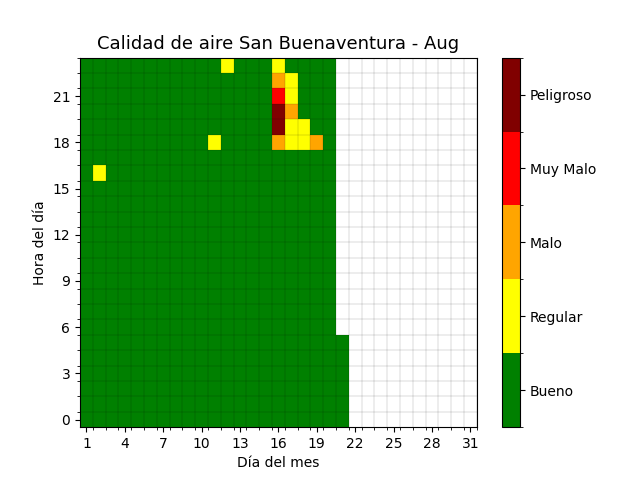 Calidad de aire San Buenaventura - Aug
Hora del día
21
18
15
12
9
6
3
0
1 4 7 10 13 16 19 22 25 28 31
Día del mes
Peligroso
Muy Malo
Malo
Regular
Bueno